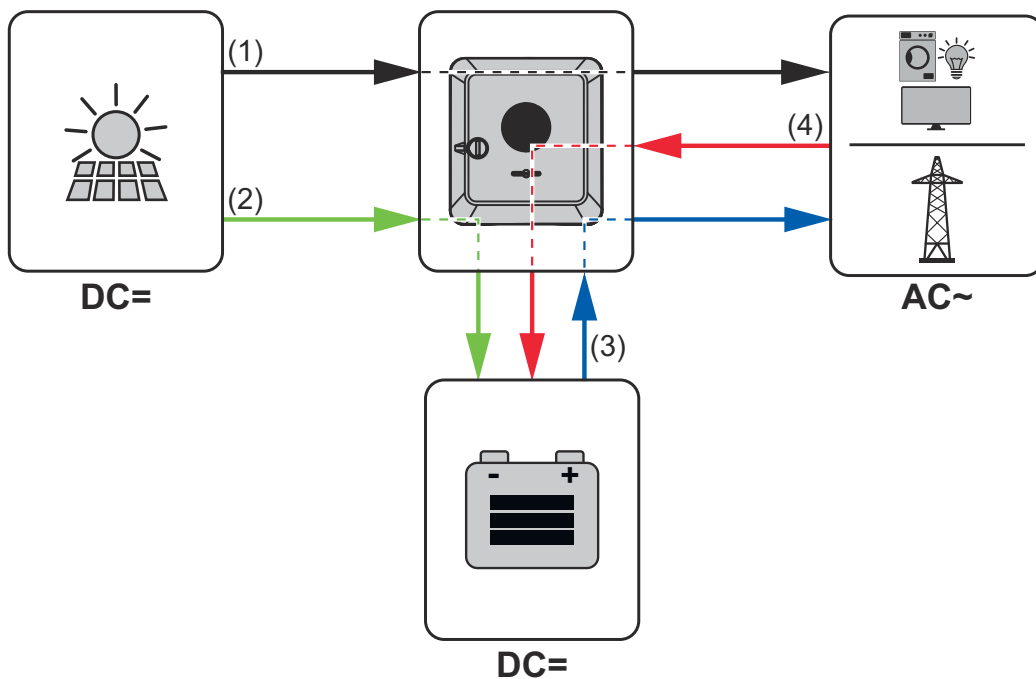 (1)
(4)
(2)
DC=
AC~
(3)
- +
DC=